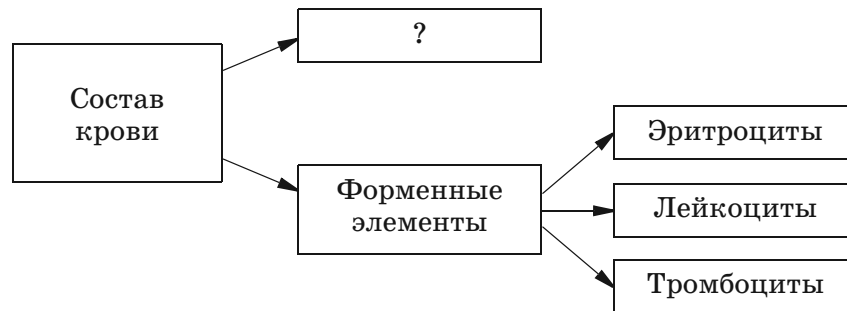 ?
Состав
крови
Эритроциты
Форменные
элементы
Лейкоциты
Тромбоциты